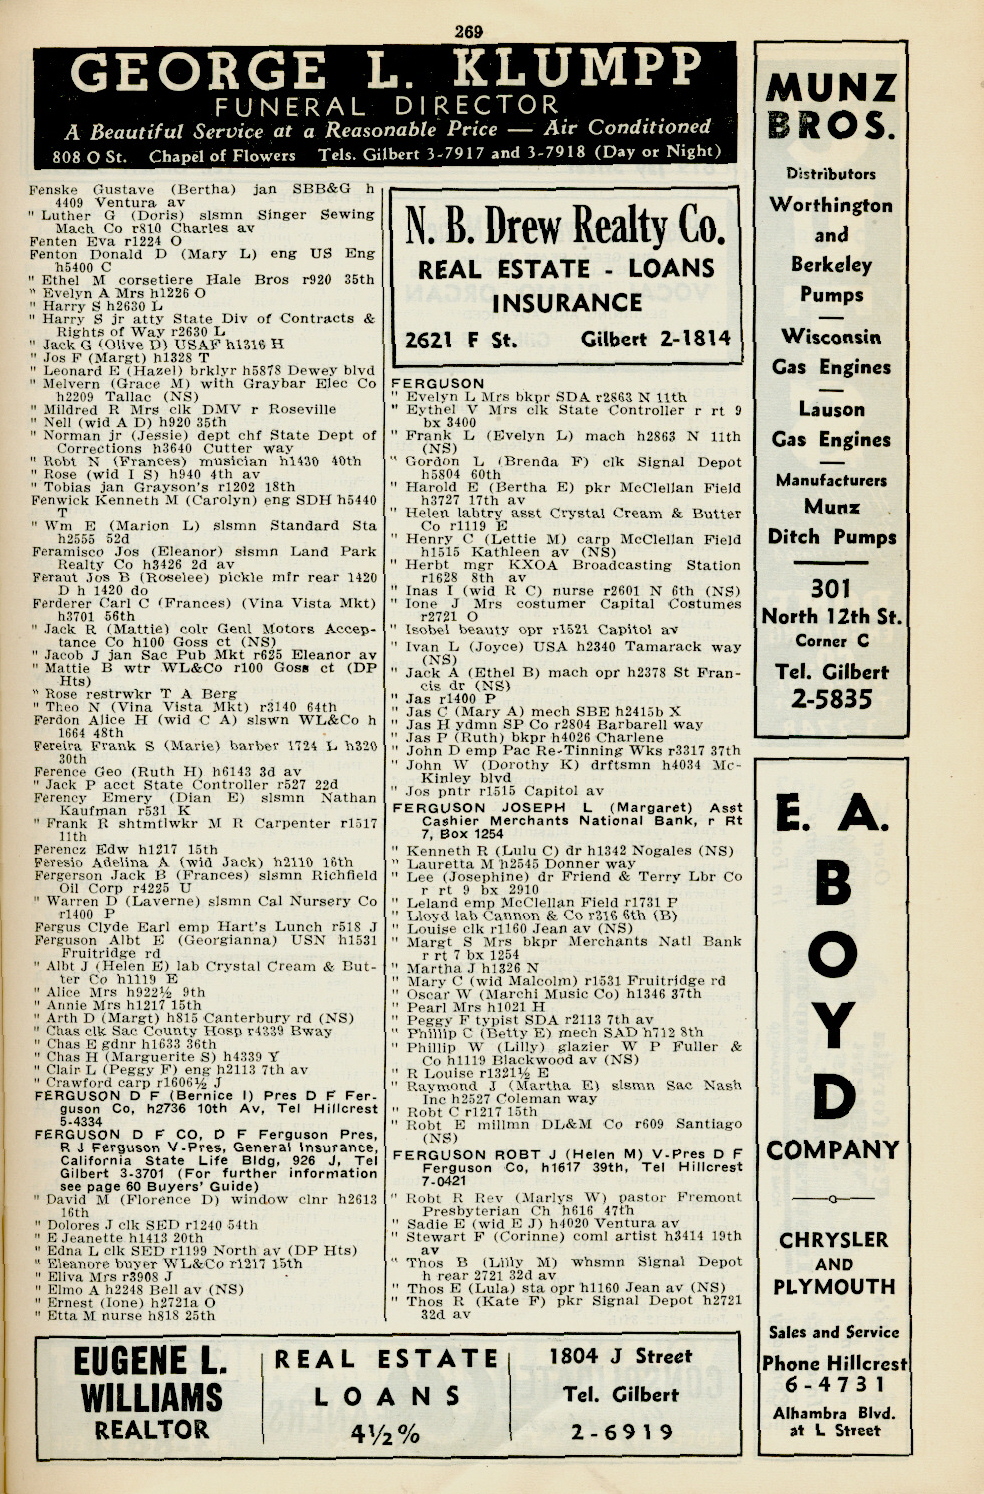 269
GEORGE L. KLUMPP
FUNERAL DIRECTOR
A Beautiful Service at a Reasonable Price — Air Conditioned
808 O St. Chapel of Flowers Tels. Gilbert 3-7917 and 3-7918 (Day or Night)
Fenske Gustave (Bertha) jan SBB&G h
4409 Ventura av
" Luther G (Doris) slsmn Singer Sewing
Mach Co r810 Charles av
Fenten Eva r1224 O
Fenton Donald D (Mary L) eng US Eng
h5400 C
" Ethel M corsetiere Hale Bros r920 35th
" Evelyn A Mrs h1226 O
" Harry S h2630 L
" Harry S jr atty State Div of Contracts &
Rights of Way r2630 L
" Jack G (Olive D) USAF h1316 H
" Jos F (Margt) h1328 T
" Leonard E (Hazel) brklyr h5878 Dewey blvd
" Melvern (Grace M) with Graybar Elec Co
h2209 Tallac (NS)
" Mildred R Mrs clk DMV r Roseville
" Nell (wid A D) h920 35th
" Norman jr (Jessie) dept chf State Dept of
Corrections h3640 Cutter way
" Robt N (Frances) musician h1430 40th
" Rose (wid I S) h940 4th av
" Tobias jan Grayson's r1202 18th
Fenwick Kenneth M (Carolyn) eng SDH h5440
T
" Wm E (Marion L) slsmn Standard Sta
h2555 52d
Feramisco Jos (Eleanor) slsmn Land Park
Realty Co h3426 2d av
Feraut Jos B (Roselee) pickle mfr rear 1420
D h 1420 do
Ferderer Carl C (Frances) (Vina Vista Mkt)
h3701 56th
" Jack R (Mattie) colr Genl Motors Accep-
tance Co h100 Goss ct (NS)
" Jacob J jan Sac Pub Mkt r625 Eleanor av
" Mattie B wtr WL&Co r100 Goss ct (DP
Hts)
" Rose restrwkr T A Berg
" Theo N (Vina Vista Mkt) r3140 64th
Ferdon Alice H (wid C A) slswn WL&Co h
1664 48th
Fereira Frank S (Marie) barber 1724 L h320
30th
Ference Geo (Ruth H) h6143 3d av
" Jack P acct State Controller r527 22d
Ferency Emery (Dian E) slsmn Nathan
Kaufman r531 K
" Frank R shtmtlwkr M R Carpenter r1517
11th
Ferencz Edw h1217 15th
Feresio Adelina A (wid Jack) h2110 16th
Fergerson Jack B (Frances) slsmn Richfield
Oil Corp r4225 U
" Warren D (Laverne) slsmn Cal Nursery Co
r1400 P
Fergus Clyde Earl emp Hart's Lunch r518 J
Ferguson Albt E (Georgianna) USN h1531
Fruitridge rd
" Albt J (Helen E) lab Crystal Cream & But-
ter Co h1119 E
" Alice Mrs h922½ 9th
" Annie Mrs h1217 15th
" Arth D (Margt) h815 Canterbury rd (NS)
" Chas clk Sac County Hosp r4339 Bway
" Chas E gdnr h1633 36th
" Chas H (Marguerite S) h4339 Y
" Clair L (Peggy F) eng h2113 7th av
" Crawford carp r1606½ J
FERGUSON D F (Bernice I) Pres D F Fer-
guson Co, h2736 10th Av, Tel Hillcrest
5-4334
FERGUSON D F CO, D F Ferguson Pres,
R J Ferguson V-Pres, General Insurance,
California State Life Bldg, 926 J, Tel
Gilbert 3-3701 (For further information
see page 60 Buyers' Guide)
" David M (Florence D) window clnr h2613
16th
" Dolores J clk SED r1240 54th
" E Jeanette h1413 20th
" Edna L clk SED r1199 North av (DP Hts)
" Eleanore buyer WL&Co r1217 15th
" Eliva Mrs r3908 J
" Elmo A h2248 Bell av (NS)
" Ernest (Ione) h2721a O
" Etta M nurse h818 25th
N. B. Drew Realty Co.
REAL ESTATE - LOANS
INSURANCE
2621 F St. Gilbert 2-1814
FERGUSON
" Evelyn L Mrs bkpr SDA r2863 N 11th
" Eythel V Mrs clk State Controller r rt 9
bx 3400
" Frank L (Evelyn L) mach h2863 N 11th
(NS)
" Gordon L (Brenda F) clk Signal Depot
h5804 60th
" Harold E (Bertha E) pkr McClellan Field
h3727 17th av
" Helen labtry asst Crystal Cream & Butter
Co r1119 E
" Henry C (Lettie M) carp McClellan Field
h1515 Kathleen av (NS)
" Herbt mgr KXOA Broadcasting Station
r1628 8th av
" Inas I (wid R C) nurse r2601 N 6th (NS)
" Ione J Mrs costumer Capital Costumes
r2721 O
" Isobel beauty opr r1521 Capitol av
" Ivan L (Joyce) USA h2340 Tamarack way
(NS)
" Jack A (Ethel B) mach opr h2378 St Fran-
cis dr (NS)
" Jas r1400 P
" Jas C (Mary A) mech SBE h2415b X
" Jas H ydmn SP Co r2804 Barbarell way
" Jas P (Ruth) bkpr h4026 Charlene
" John D emp Pac Re-Tinning Wks r3317 37th
" John W (Dorothy K) drftsmn h4034 Mc-
Kinley blvd
" Jos pntr r1515 Capitol av
FERGUSON JOSEPH L (Margaret) Asst
Cashier Merchants National Bank, r Rt
7, Box 1254
" Kenneth R (Lulu C) dr h1342 Nogales (NS)
" Lauretta M h2545 Donner way
" Lee (Josephine) dr Friend & Terry Lbr Co
r rt 9 bx 2910
" Leland emp McClellan Field r1731 P
" Lloyd lab Cannon & Co r316 6th (B)
" Louise clk r1160 Jean av (NS)
" Margt S Mrs bkpr Merchants Natl Bank
r rt 7 bx 1254
" Martha J h1326 N
" Mary C (wid Malcolm) r1531 Fruitridge rd
" Oscar W (Marchi Music Co) h1346 37th
" Pearl Mrs h1021 H
" Peggy F typist SDA r2113 7th av
" Phillip C (Betty E) mech SAD h712 8th
" Phillip W (Lilly) glazier W P Fuller &
Co h1119 Blackwood av (NS)
" R Louise r1321½ E
" Raymond J (Martha E) slsmn Sac Nash
Inc h2527 Coleman way
" Robt C r1217 15th
" Robt E millmn DL&M Co r609 Santiago
(NS)
FERGUSON ROBT J (Helen M) V-Pres D F
Ferguson Co, h1617 39th, Tel Hillcrest
7-0421
" Robt R Rev (Marlys W) pastor Fremont
Presbyterian Ch h616 47th
" Sadie E (wid E J) h4020 Ventura av
" Stewart F (Corinne) coml artist h3414 19th
av
" Thos B (Lilly M) whsmn Signal Depot
h rear 2721 32d av
" Thos E (Lula) sta opr h1160 Jean av (NS)
" Thos R (Kate F) pkr Signal Depot h2721
32d av
MUNZ
BROS.
Distributors
Worthington
and
Berkeley
Pumps
Wisconsin
Gas Engines
Lauson
Gas Engines
Manufacturers
Munz
Ditch Pumps
301
North 12th St.
Corner C
Tel. Gilbert
2-5835
E. A.
B
O
Y
D
COMPANY
CHRYSLER
AND
PLYMOUTH
Sales and Service
Phone Hillcrest
6-4731
Alhambra Blvd.
at L Street
EUGENE L.
WILLIAMS
REALTOR
REAL ESTATE
LOANS
4½%
1804 J Street
Tel. Gilbert
2-6919